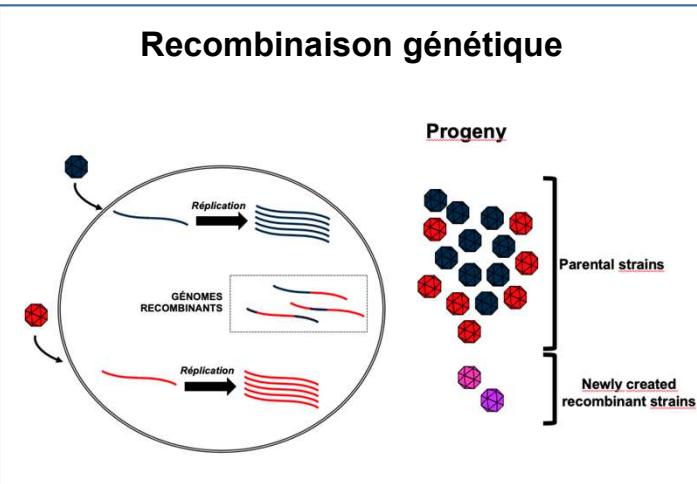 Recombinaison génétique
Progeny
Réplication
GÉNOMES
RECOMBINANTS
Réplication
Parental strains
Newly created
recombinant strains